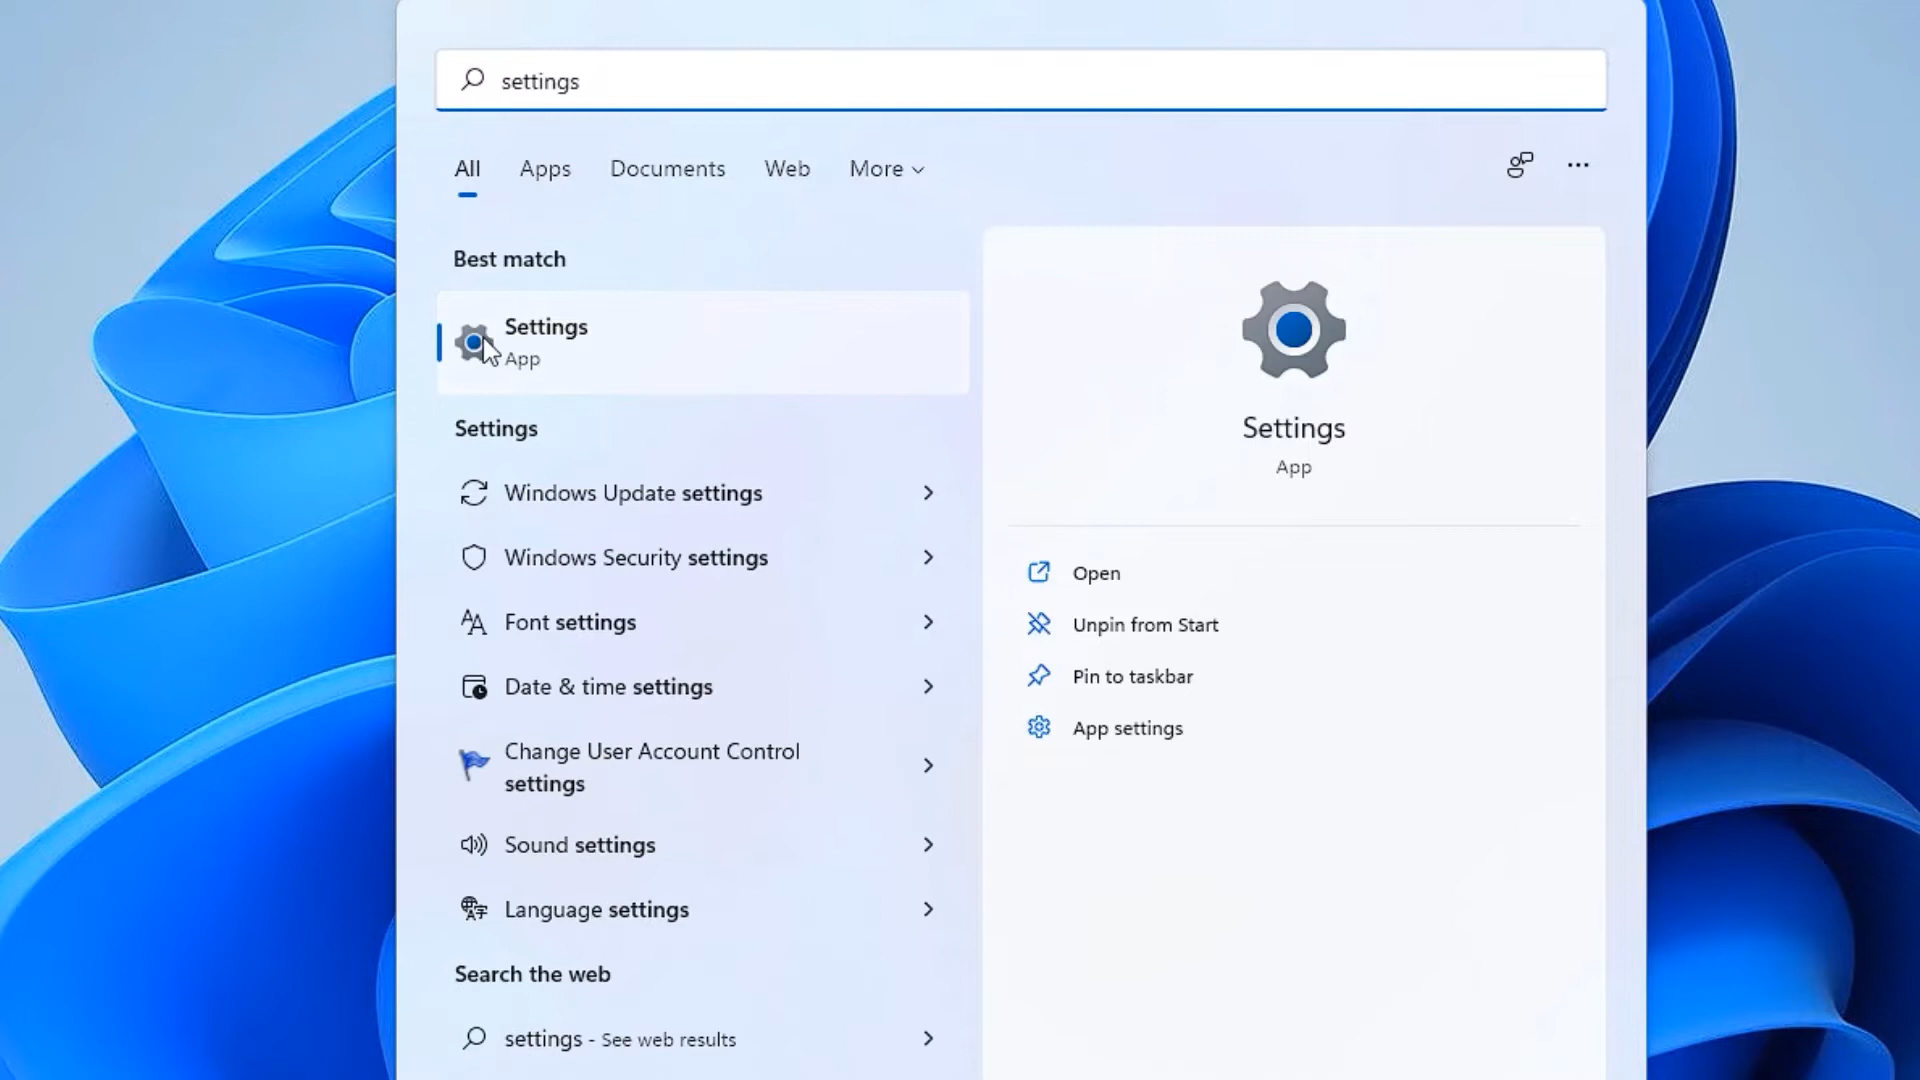 settings
All Apps Documents Web More
Best match
Settings
App
Settings
Windows Update settings
Windows Security settings
Font settings
Date & time settings
Change User Account Control
settings
Sound settings
Language settings
Search the web
settings - See web results
Settings
App
Open
Unpin from Start
Pin to taskbar
App settings